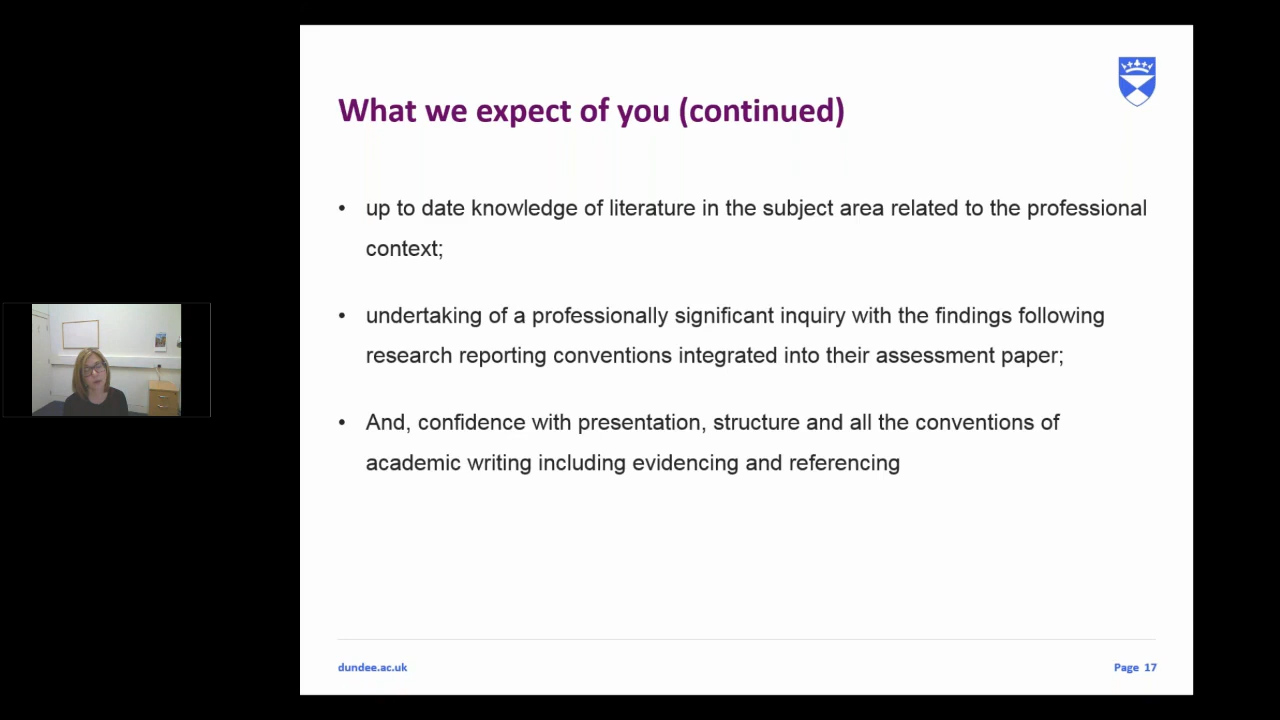 What we expect of you (continued)
• up to date knowledge of literature in the subject area related to the professional
context;
• undertaking of a professionally significant inquiry with the findings following
research reporting conventions integrated into their assessment paper;
• And, confidence with presentation, structure and all the conventions of
academic writing including evidencing and referencing
dundee.ac.uk
Page 17